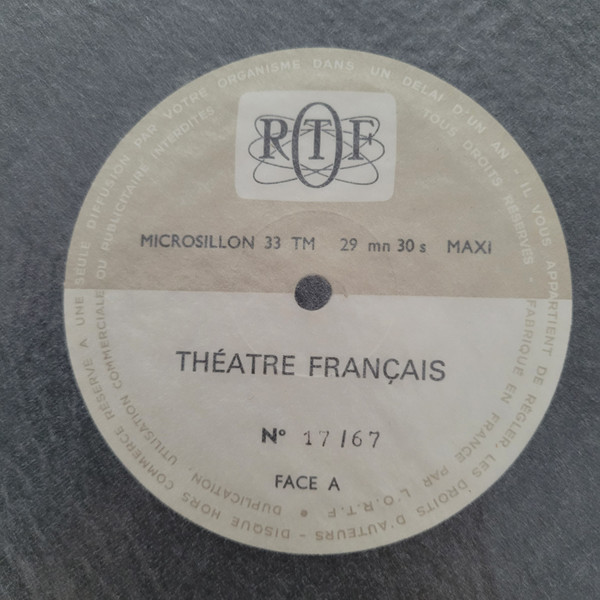 RTF
MICROSILLON 33 TM 29 mn 30 s MAXI
THÉATRE FRANÇAIS
Nº 17/67
FACE A
DISQUE HORS COMMERCE RÉSERVÉ A UNE SEULE DIFFUSION PAR VOTRE ORGANISME DANS UN DELAI D'UN AN - IL VOUS APPARTIENT DE RÉGLER LES DROITS D'AUTEURS -
DUPLICATION, UTILISATION COMMERCIALE OU PUBLICITAIRE INTERDITES
TOUS DROITS RÉSERVÉS - FABRIQUÉ EN FRANCE PAR L'O.R.T.F. •